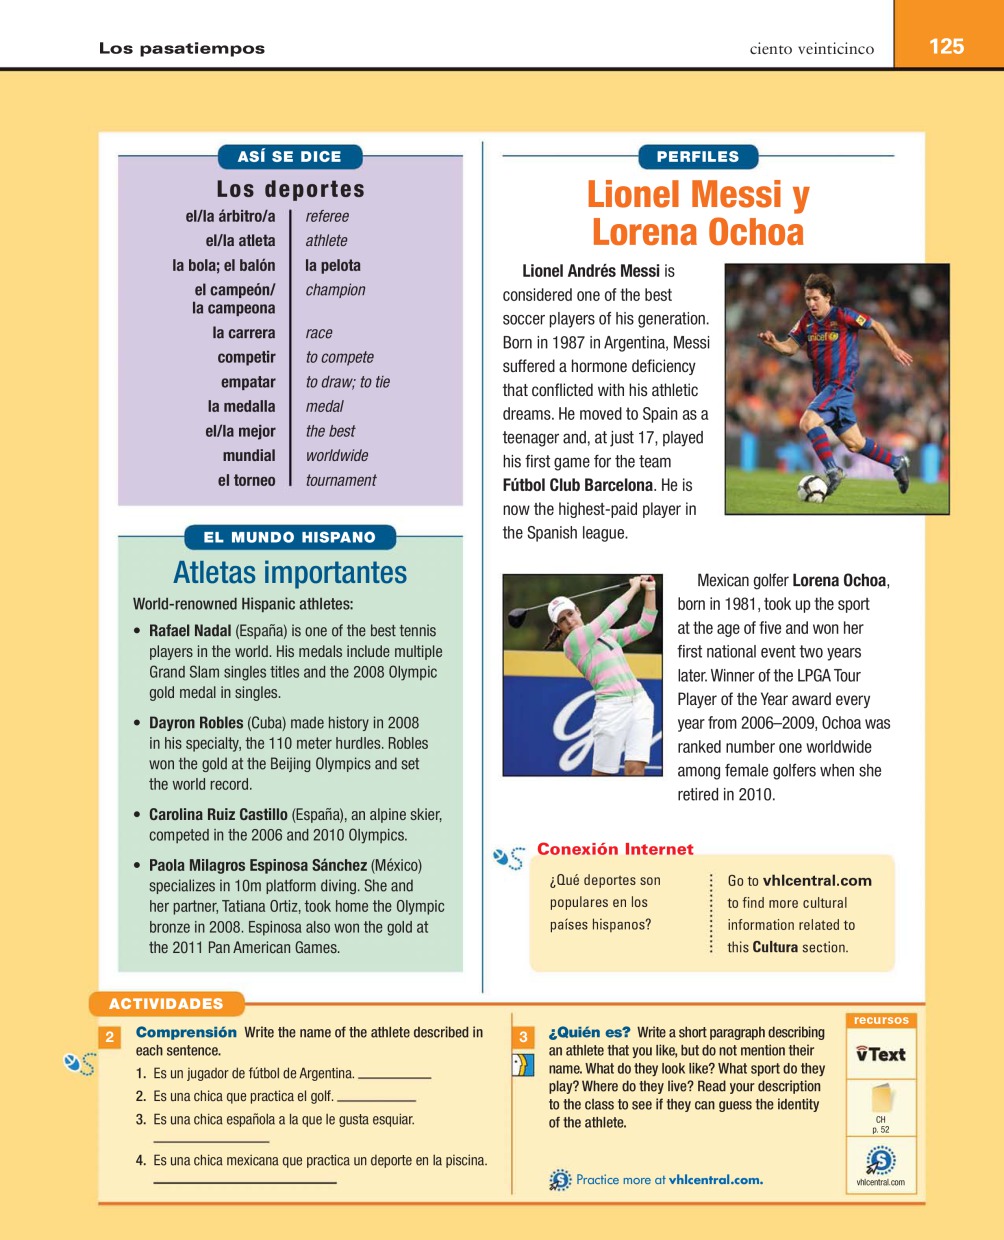 Los pasatiempos
ciento veinticinco
125
ASÍ SE DICE
Los deportes
el/la árbitro/a referee
el/la atleta athlete
la bola; el balón la pelota
el campeón/ champion
la campeona
la carrera race
competir to compete
empatar to draw; to tie
la medalla medal
el/la mejor the best
mundial worldwide
el torneo tournament
EL MUNDO HISPANO
Atletas importantes
World-renowned Hispanic athletes:
• Rafael Nadal (España) is one of the best tennis
players in the world. His medals include multiple
Grand Slam singles titles and the 2008 Olympic
gold medal in singles.
• Dayron Robles (Cuba) made history in 2008
in his specialty, the 110 meter hurdles. Robles
won the gold at the Beijing Olympics and set
the world record.
• Carolina Ruiz Castillo (España), an alpine skier,
competed in the 2006 and 2010 Olympics.
• Paola Milagros Espinosa Sánchez (México)
specializes in 10m platform diving. She and
her partner, Tatiana Ortiz, took home the Olympic
bronze in 2008. Espinosa also won the gold at
the 2011 Pan American Games.
PERFILES
Lionel Messi y
Lorena Ochoa
Lionel Andrés Messi is
considered one of the best
soccer players of his generation.
Born in 1987 in Argentina, Messi
suffered a hormone deficiency
that conflicted with his athletic
dreams. He moved to Spain as a
teenager and, at just 17, played
his first game for the team
Fútbol Club Barcelona. He is
now the highest-paid player in
the Spanish league.
unicef
Mexican golfer Lorena Ochoa,
born in 1981, took up the sport
at the age of five and won her
first national event two years
later. Winner of the LPGA Tour
Player of the Year award every
year from 2006–2009, Ochoa was
ranked number one worldwide
among female golfers when she
retired in 2010.
Conexión Internet
¿Qué deportes son
populares en los
países hispanos?
Go to vhlcentral.com
to find more cultural
information related to
this Cultura section.
ACTIVIDADES
2 Comprensión Write the name of the athlete described in
each sentence.
1. Es un jugador de fútbol de Argentina. ____________
2. Es una chica que practica el golf. ____________
3. Es una chica española a la que le gusta esquiar.
____________
4. Es una chica mexicana que practica un deporte en la piscina.
____________
3 ¿Quién es? Write a short paragraph describing
an athlete that you like, but do not mention their
name. What do they look like? What sport do they
play? Where do they live? Read your description
to the class to see if they can guess the identity
of the athlete.
Practice more at vhlcentral.com.
recursos
vText
CH
p. 52
vhlcentral.com